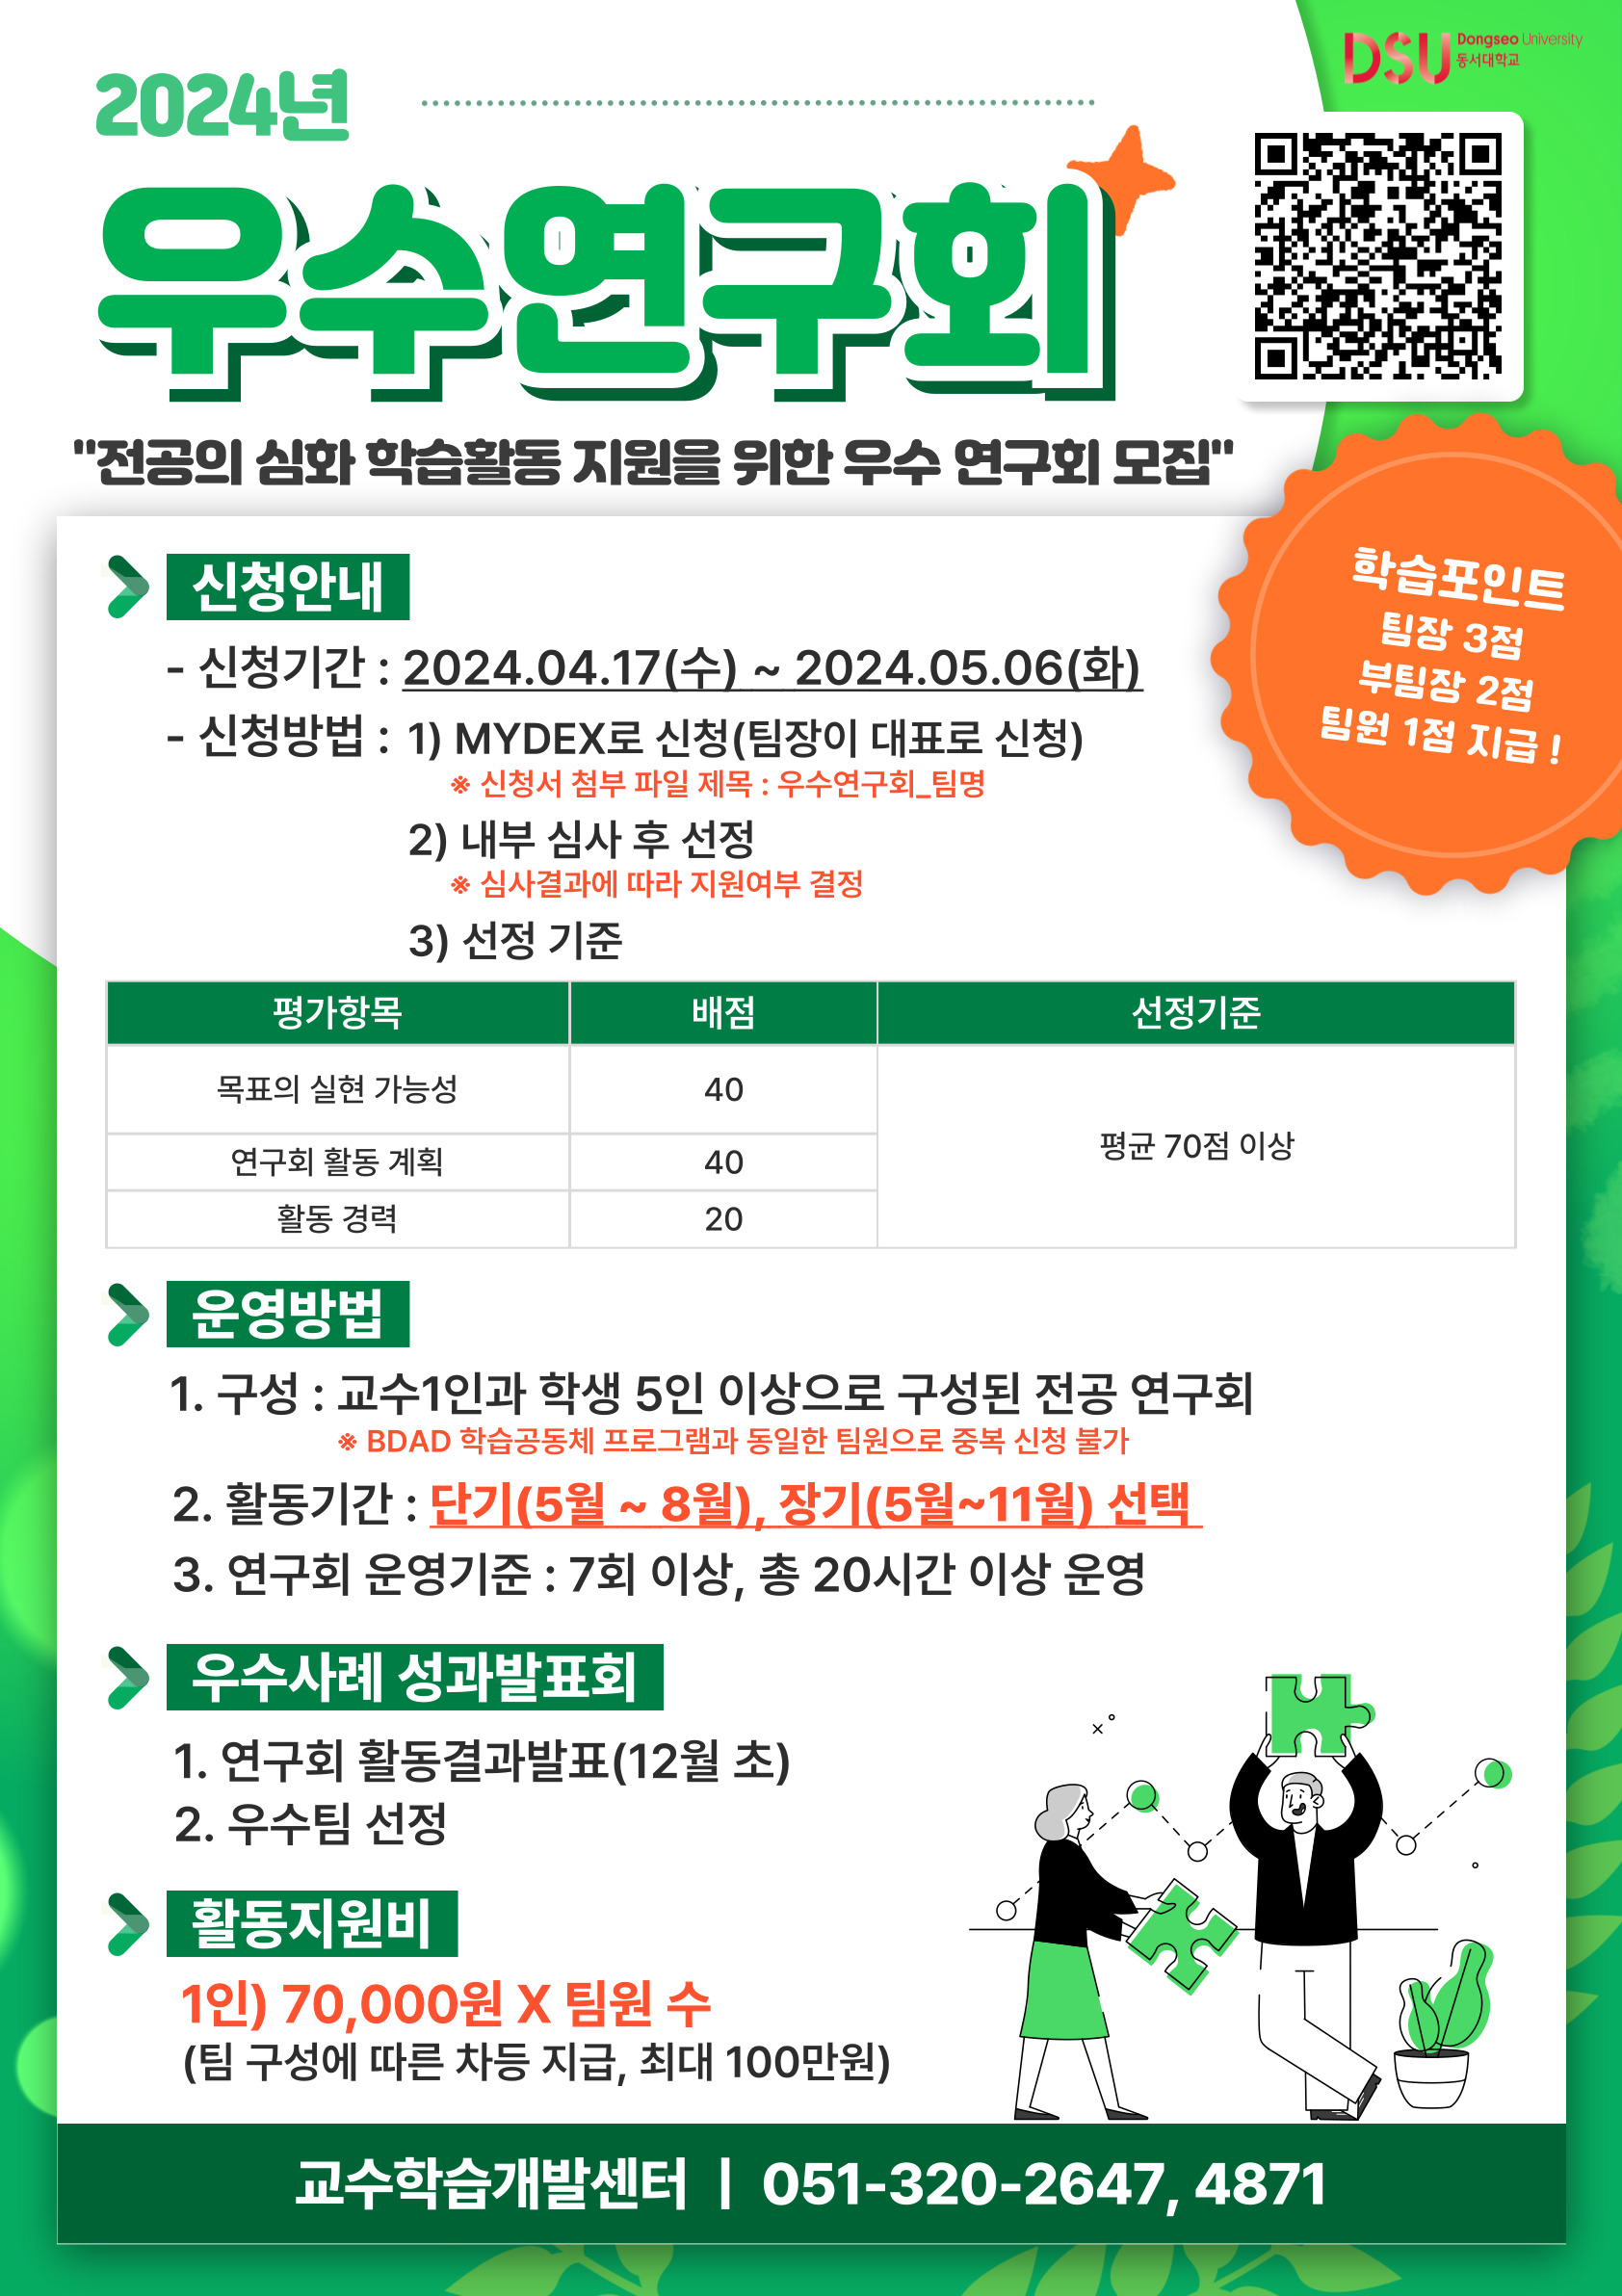 DSU Dongseo University
동서대학교
2024년
우수연구회
"전공의 심화 학습활동 지원을 위한 우수 연구회 모집"
학습포인트
팀장 3점
부팀장 2점
팀원 1점 지급 !
신청안내
- 신청기간 : 2024.04.17(수) ~ 2024.05.06(화)
- 신청방법 : 1) MYDEX로 신청(팀장이 대표로 신청)
※ 신청서 첨부 파일 제목 : 우수연구회_팀명
2) 내부 심사 후 선정
※ 심사결과에 따라 지원여부 결정
3) 선정 기준
평가항목 배점 선정기준
목표의 실현 가능성 40
평균 70점 이상
연구회 활동 계획 40
활동 경력 20
운영방법
1. 구성 : 교수1인과 학생 5인 이상으로 구성된 전공 연구회
※ BDAD 학습공동체 프로그램과 동일한 팀원으로 중복 신청 불가
2. 활동기간 : 단기(5월 ~ 8월), 장기(5월~11월) 선택
3. 연구회 운영기준 : 7회 이상, 총 20시간 이상 운영
우수사례 성과발표회
1. 연구회 활동결과발표(12월 초)
2. 우수팀 선정
활동지원비
1인) 70,000원 X 팀원 수
(팀 구성에 따른 차등 지급, 최대 100만원)
교수학습개발센터 | 051-320-2647, 4871